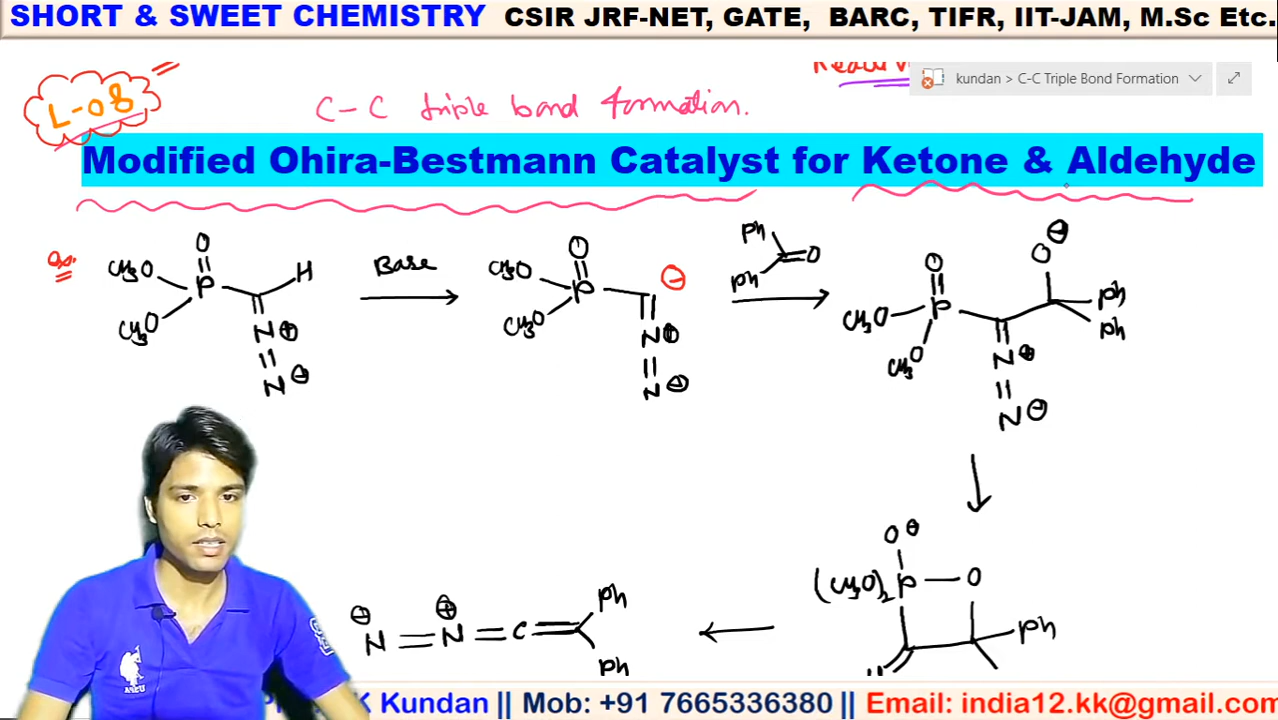 SHORT & SWEET CHEMISTRY CSIR JRF-NET, GATE, BARC, TIFR, IIT-JAM, M.Sc Etc.
kundan > C-C Triple Bond Formation
L-08
C-C triple bond formation.
Modified Ohira-Bestmann Catalyst for Ketone & Aldehyde
O O Ph O⊖
CH3O P H Base CH3O P ⊖ Ph O O
CH3O N⊕ CH3O N⊕ Ph CH3O P Ph
N⊖ N⊖ CH3O N⊕ Ph
N⊖
O⊖
(CH3O)2P — O
⊖N = N⊕ = C = Ph Ph
Ph
K Kundan || Mob: +91 7665336380 || Email: india12.kk@gmail.com